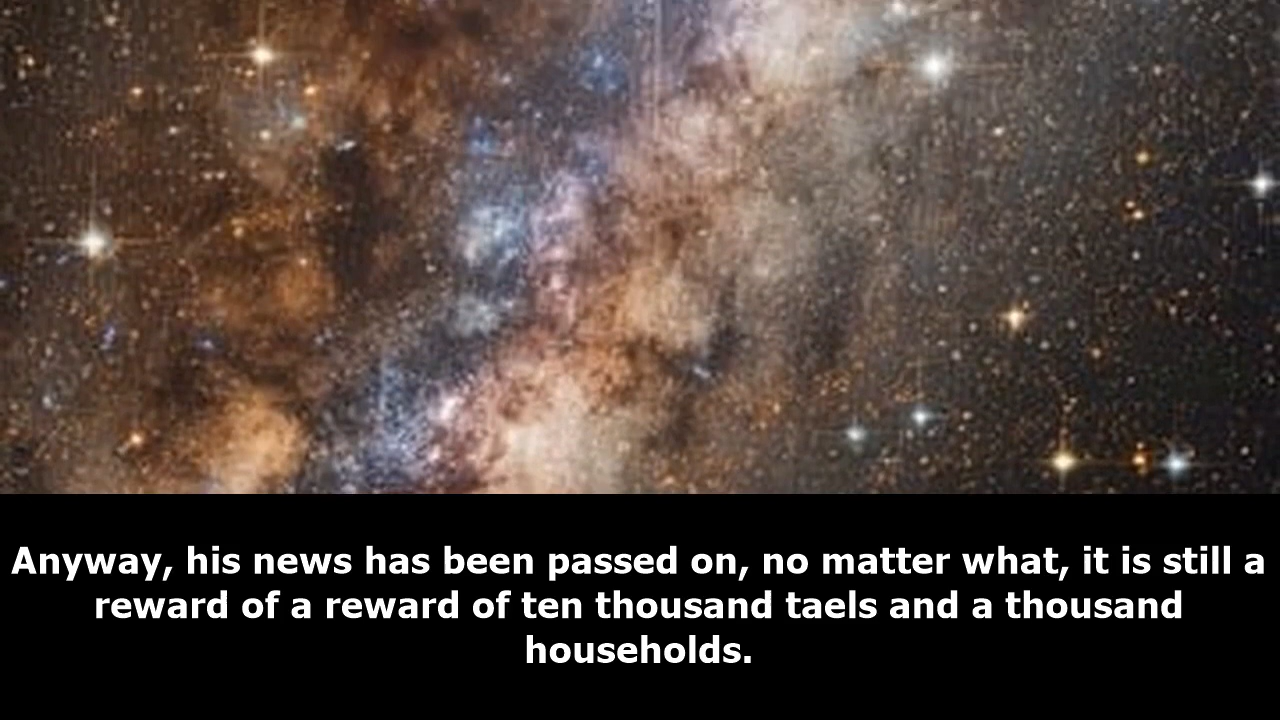 Anyway, his news has been passed on, no matter what, it is still a
reward of a reward of ten thousand taels and a thousand
households.